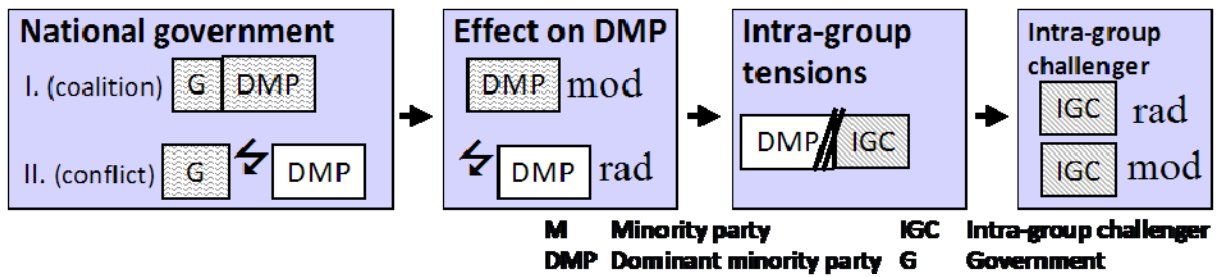 National government
I. (coalition) G DMP
II. (conflict) G DMP
Effect on DMP
DMP mod
DMP rad
Intra-group
tensions
DMP IGC
Intra-group
challenger
IGC rad
IGC mod
M Minority party IGC Intra-group challenger
DMP Dominant minority party G Government